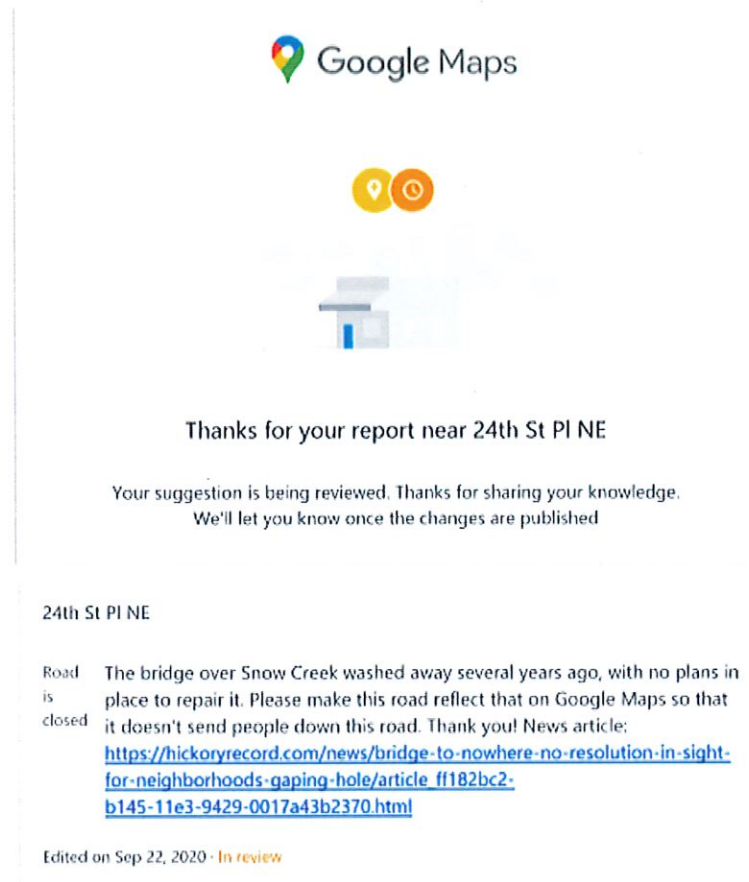 Google Maps
Thanks for your report near 24th St Pl NE
Your suggestion is being reviewed. Thanks for sharing your knowledge.
We'll let you know once the changes are published
24th St Pl NE
Road is closed
The bridge over Snow Creek washed away several years ago, with no plans in
place to repair it. Please make this road reflect that on Google Maps so that
it doesn't send people down this road. Thank you! News article:
https://hickoryrecord.com/news/bridge-to-nowhere-no-resolution-in-sight-
for-neighborhoods-gaping-hole/article_ff182bc2-
b145-11e3-9429-0017a43b2370.html
Edited on Sep 22, 2020 · In review